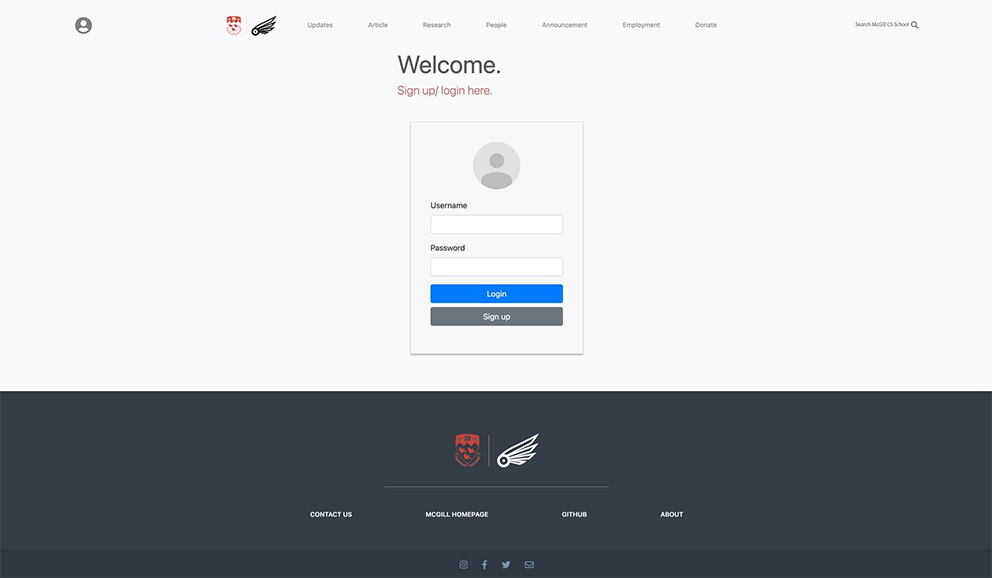 Updates Article Research People Announcement Employment Donate Search McGill CS School
Welcome.
Sign up/ login here.
Username
Password
Login
Sign up
CONTACT US MCGILL HOMEPAGE GITHUB ABOUT